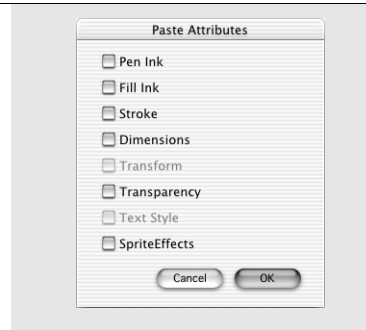 Paste Attributes
Pen Ink
Fill Ink
Stroke
Dimensions
Transform
Transparency
Text Style
SpriteEffects
Cancel OK